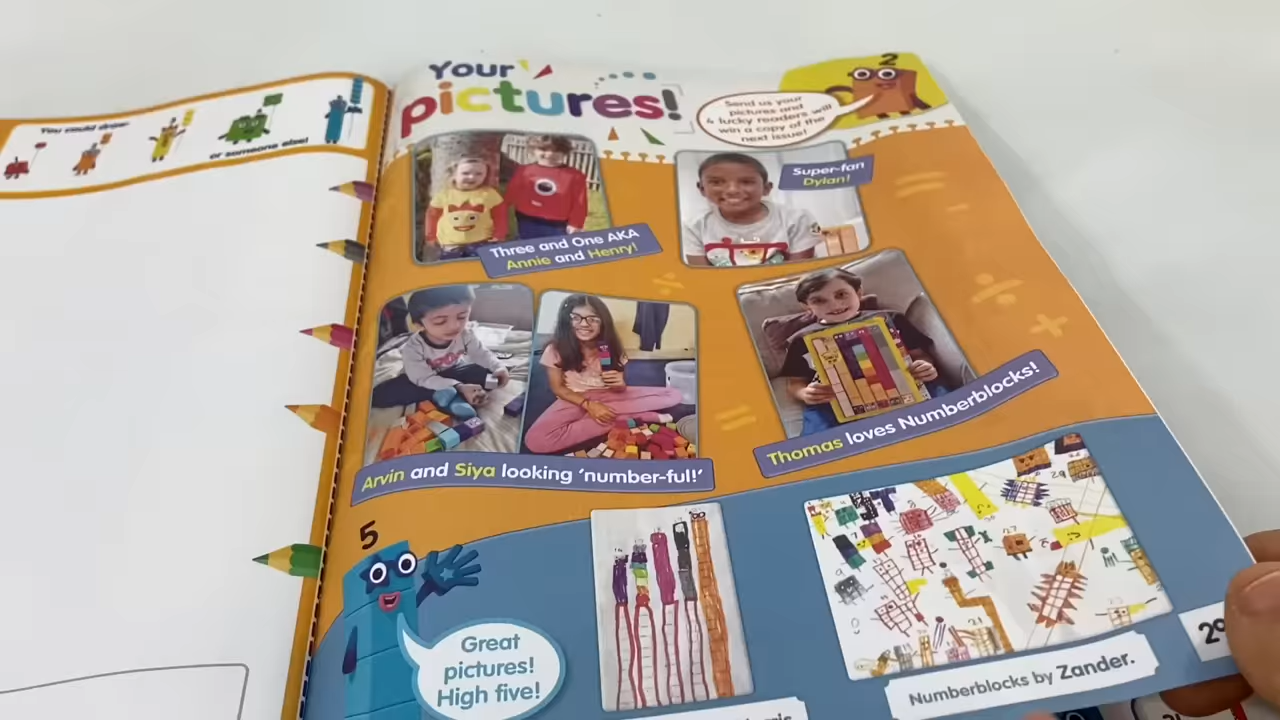 You could draw
or someone else!
Your
pictures!
2
Send us your
pictures and
4 lucky readers will
win a copy of the
next issue!
Three and One AKA
Annie and Henry!
Super-fan
Dylan!
Arvin and Siya looking 'number-ful!'
Thomas loves Numberblocks!
5
Great
pictures!
High five!
Numberblocks by Zander.
29